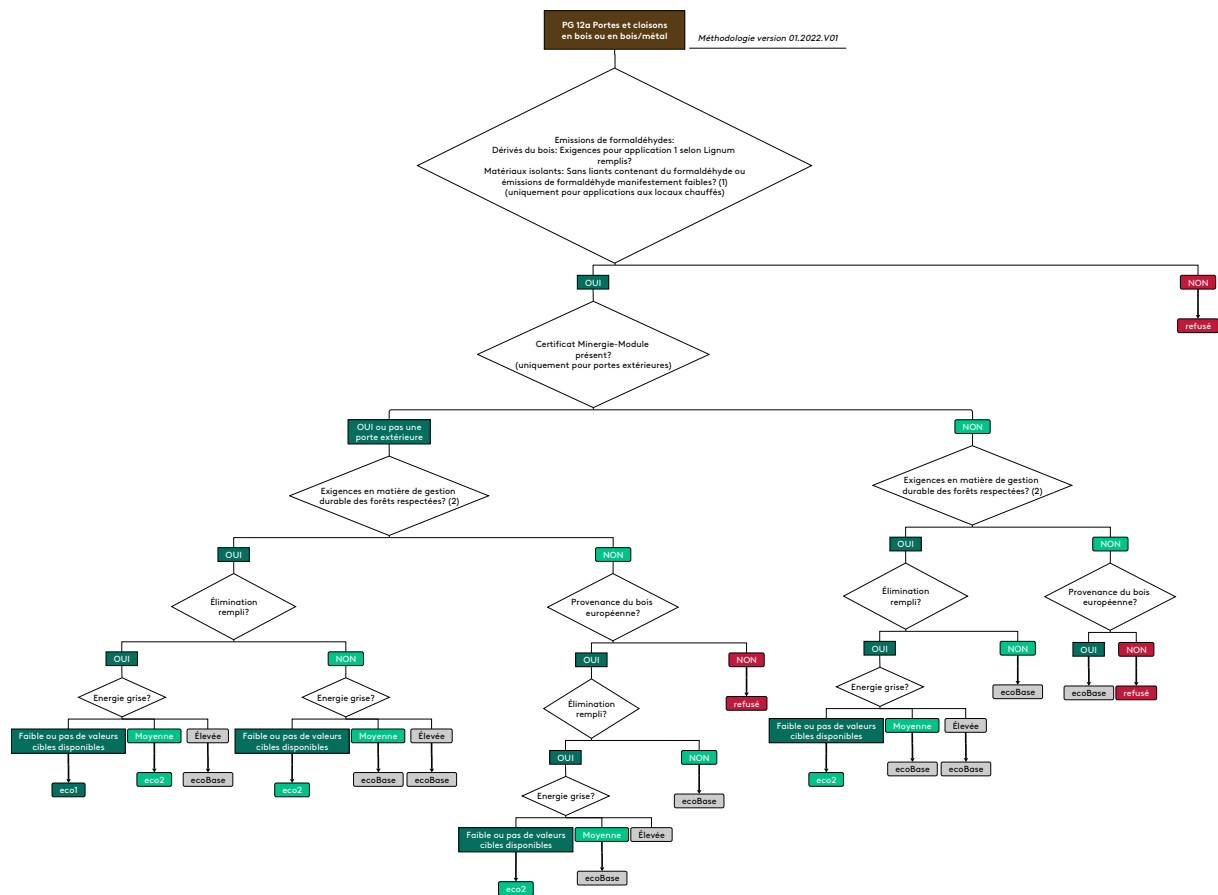 PG 12a Portes et cloisons
en bois ou en bois/métal
Méthodologie version 01.2022.V01
Emissions de formaldéhydes:
Dérivés du bois: Exigences pour application 1 selon Lignum
remplis?
Matériaux isolants: Sans liants contenant du formaldéhyde ou
émissions de formaldéhyde manifestement faibles? (1)
(uniquement pour applications aux locaux chauffés)
OUI
NON
refusé
Certificat Minergie-Module
présent?
(uniquement pour portes extérieures)
OUI ou pas une
porte extérieure
NON
Exigences en matière de gestion
durable des forêts respectées? (2)
Exigences en matière de gestion
durable des forêts respectées? (2)
OUI
NON
OUI
NON
Élimination
rempli?
Provenance du bois
européenne?
Élimination
rempli?
Provenance du bois
européenne?
OUI
NON
OUI
NON
OUI
NON
OUI
NON
Energie grise?
Energie grise?
Élimination
rempli?
refusé
Energie grise?
ecoBase
ecoBase
refusé
Faible ou pas de valeurs
cibles disponibles
Moyenne
Élevée
Faible ou pas de valeurs
cibles disponibles
Moyenne
Élevée
Faible ou pas de valeurs
cibles disponibles
Moyenne
Élevée
eco1
eco2
ecoBase
eco2
ecoBase
ecoBase
OUI
NON
eco2
ecoBase
ecoBase
Energie grise?
ecoBase
Faible ou pas de valeurs
cibles disponibles
Moyenne
Élevée
eco2
ecoBase